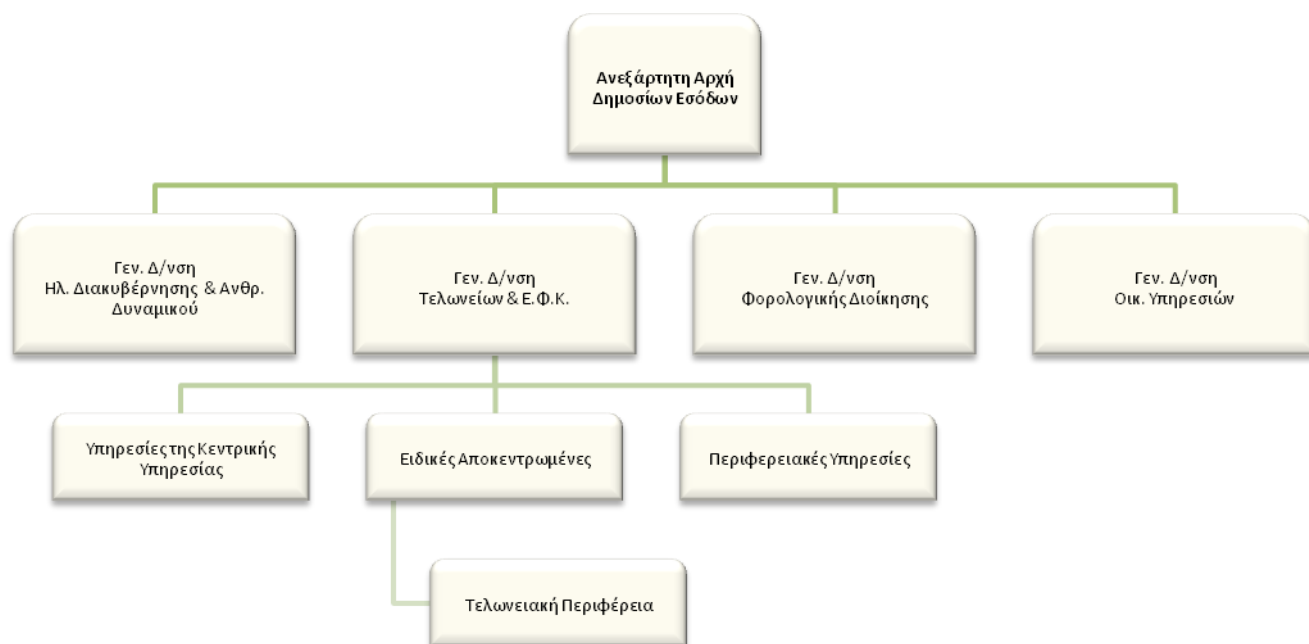 Ανεξάρτητη Αρχή
Δημοσίων Εσόδων
Γεν. Δ/νση
Ηλ. Διακυβέρνησης & Ανθρ.
Δυναμικού
Γεν. Δ/νση
Τελωνείων & Ε.Φ.Κ.
Γεν. Δ/νση
Φορολογικής Διοίκησης
Γεν. Δ/νση
Οικ. Υπηρεσιών
Υπηρεσίες της Κεντρικής
Υπηρεσίας
Ειδικές Αποκεντρωμένες
Περιφερειακές Υπηρεσίες
Τελωνειακή Περιφέρεια